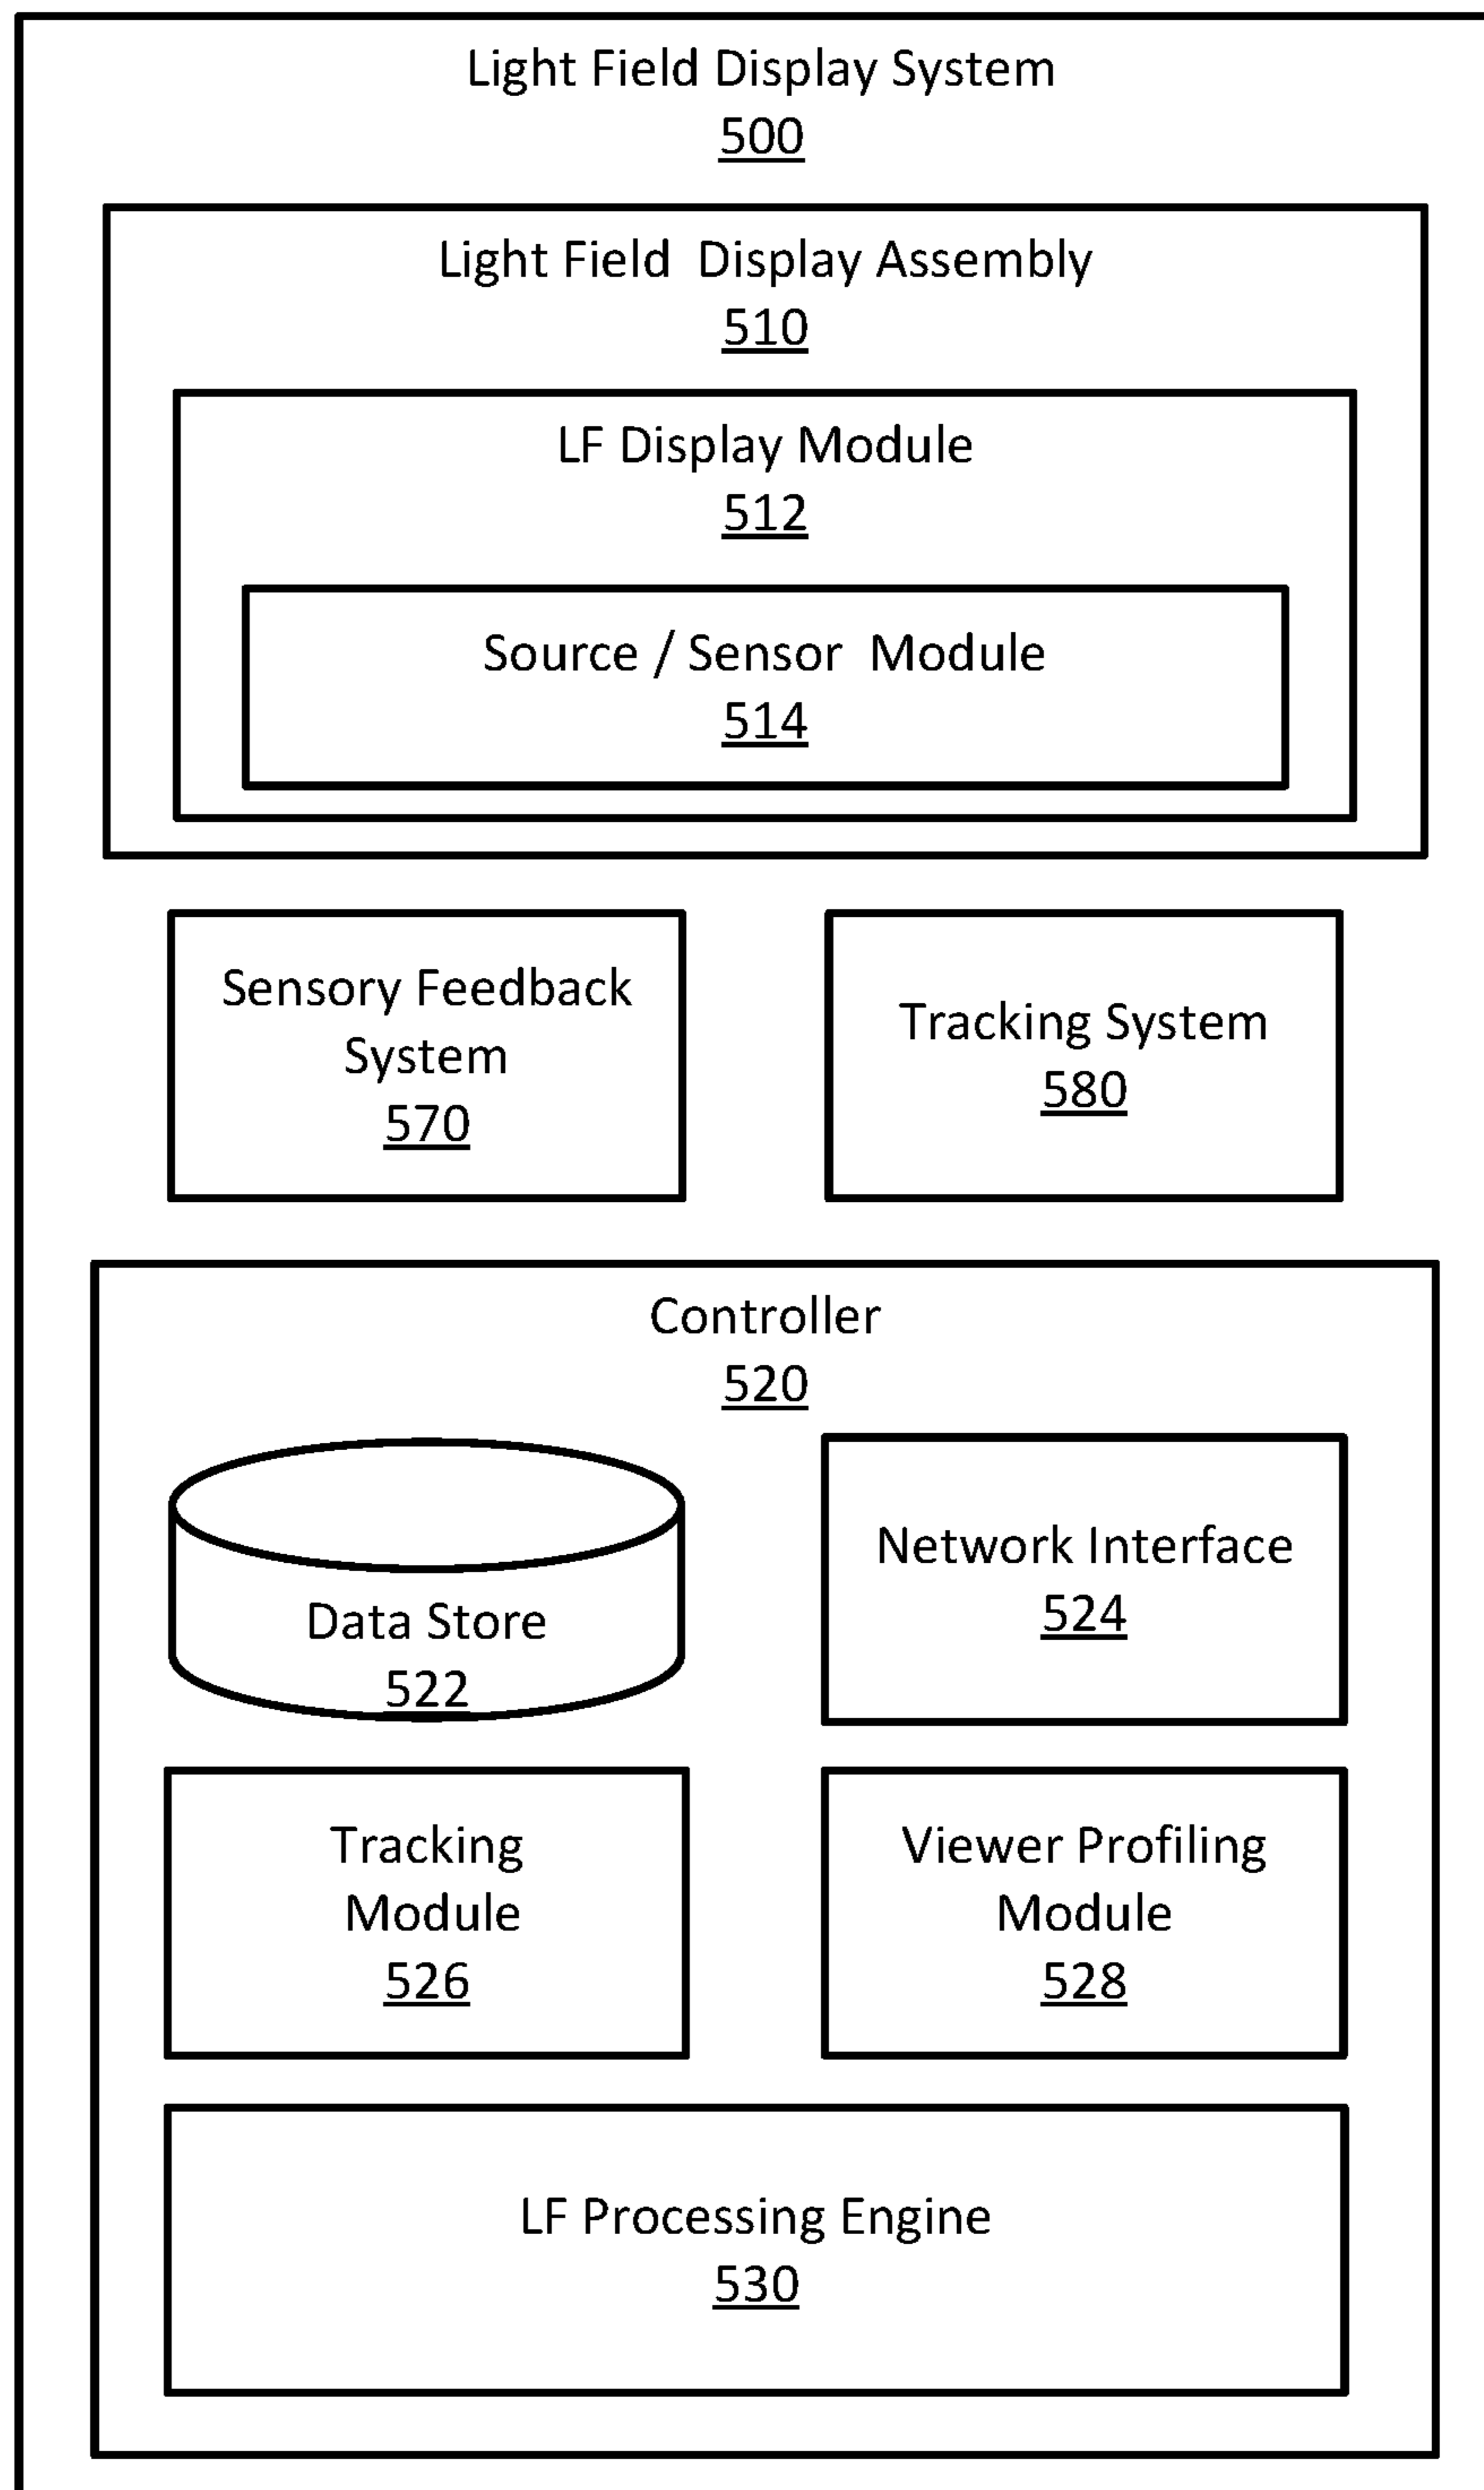 Light Field Display System
500
Light Field Display Assembly
510
LF Display Module
512
Source / Sensor Module
514
Sensory Feedback
System
570
Tracking System
580
Controller
520
Data Store
522
Network Interface
524
Tracking
Module
526
Viewer Profiling
Module
528
LF Processing Engine
530